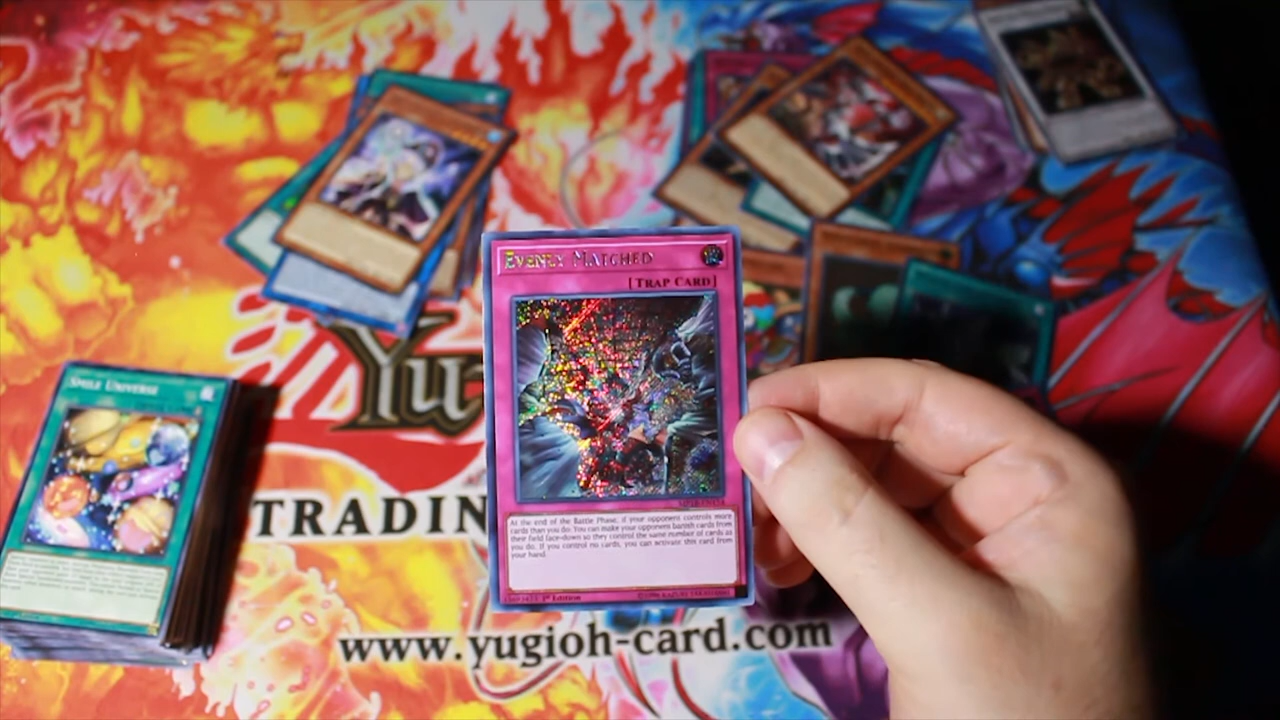 Evenly Matched
[Trap Card]
Smile Universe
Yu
TRADIN
At the end of the Battle Phase, if your opponent controls more
cards than you do: You can make your opponent banish cards from
their field face-down so they control the same number of cards as
you do. If you control no cards, you can activate this card from
your hand.
1st Edition
www.yugioh-card.com